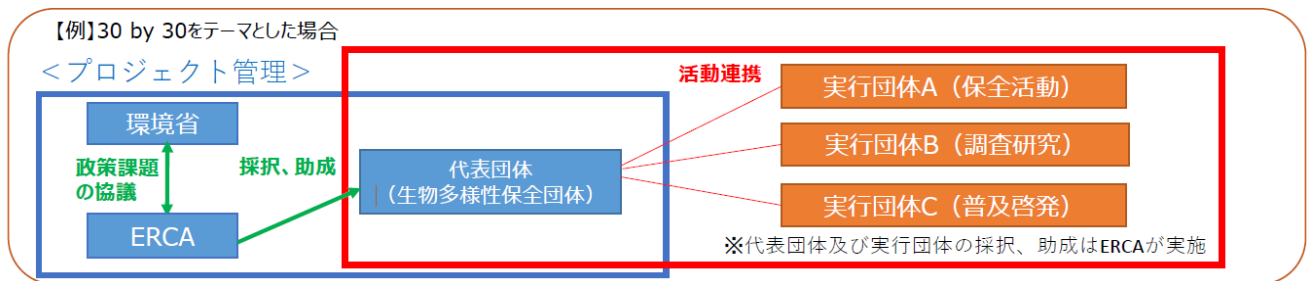 【例】30 by 30をテーマとした場合
＜プロジェクト管理＞
環境省
政策課題
の協議
ERCA
採択、助成
代表団体
（生物多様性保全団体）
活動連携
実行団体A（保全活動）
実行団体B（調査研究）
実行団体C（普及啓発）
※代表団体及び実行団体の採択、助成はERCAが実施